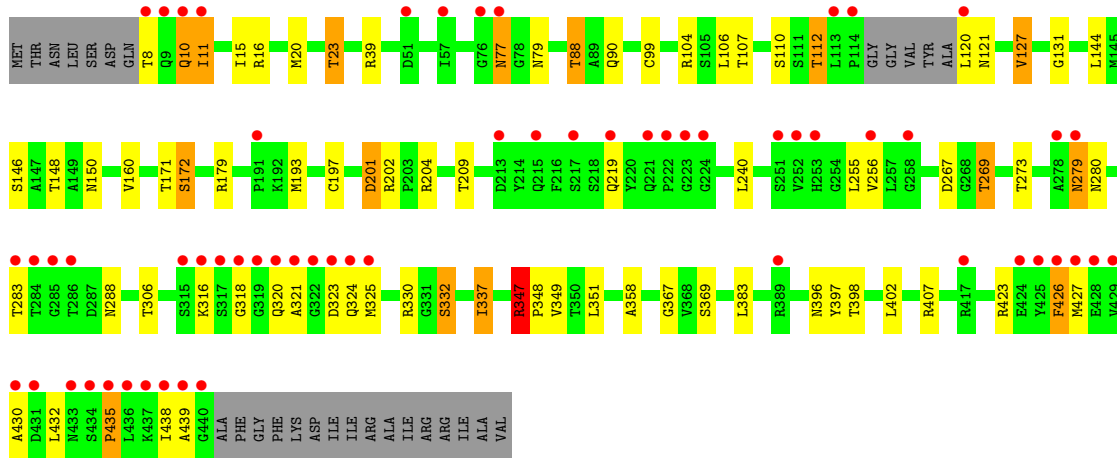 MET THR ASN LEU SER ASP GLN T8 Q9 Q10 I11 I15 R16 M20 T23 R39 D51 I57 G76 N77 G78 N79 T88 A89 Q90 C99 R104 S105 L106 T107 S110 S111 T112 L113 P114 GLY GLY VAL TYR ALA L120 N121 V127 G131 L144 M145
S146 A147 T148 A149 N150 V160 T171 S172 R179 P191 K192 M193 C197 D201 R202 P203 R204 T209 D213 Y214 Q215 F216 S217 S218 Q219 Y220 Q221 P222 G223 G224 L240 S251 V252 H253 G254 L255 V256 L257 G258 D267 G268 T269 T273 A278 N279 N280
T283 T284 G285 T286 D287 N288 T306 S315 K316 S317 G318 G319 Q320 A321 G322 D323 Q324 M325 R330 G331 S332 I337 R347 P348 V349 T350 L351 A358 G367 V368 S369 L383 R389 N396 Y397 T398 L402 R407 R417 R423 E424 Y425 F426 M427 E428 V429
A430 D431 L432 N433 S434 P435 L436 K437 I438 A439 G440 ALA PHE GLY PHE LYS ASP ILE ILE ARG ALA ILE ARG ARG ILE ALA VAL